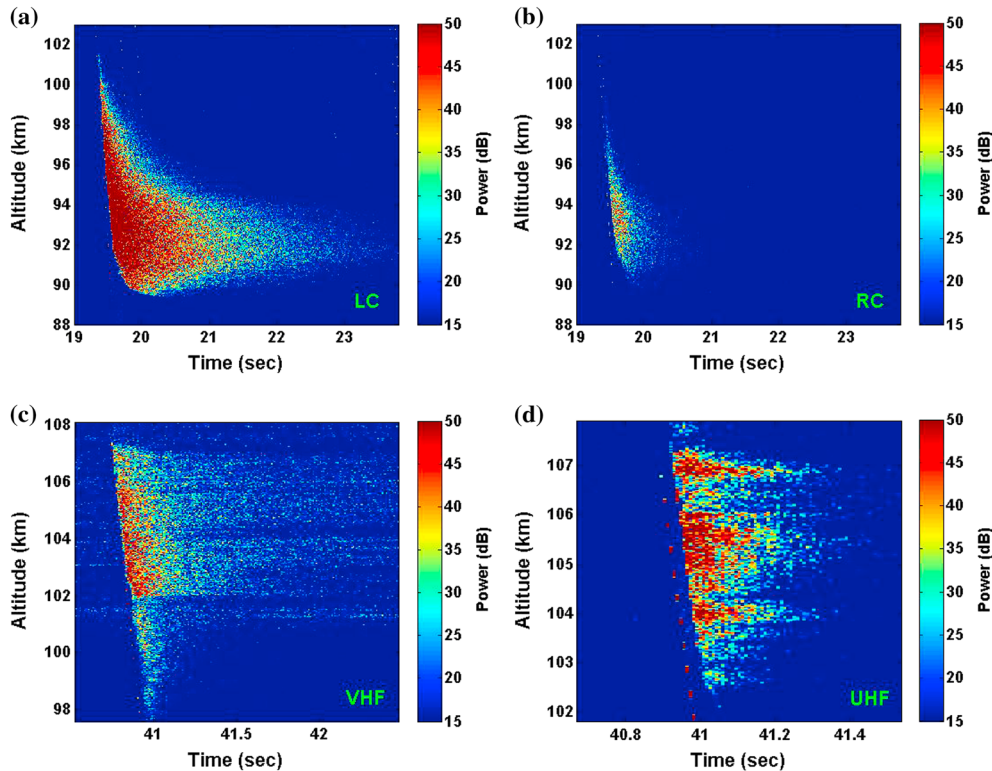 (a)
102
100
98
96
94
92
90
88
Altitude (km)
19 20 21 22 23
Time (sec)
LC
50
45
40
35
30
25
20
15
Power (dB)
(b)
102
100
98
96
94
92
90
88
Altitude (km)
19 20 21 22 23
Time (sec)
RC
50
45
40
35
30
25
20
15
Power (dB)
(c)
108
106
104
102
100
98
Altitude (km)
41 41.5 42
Time (sec)
VHF
50
45
40
35
30
25
20
15
Power (dB)
(d)
107
106
105
104
103
102
Altitude (km)
40.8 41 41.2 41.4
Time (sec)
UHF
50
45
40
35
30
25
20
15
Power (dB)